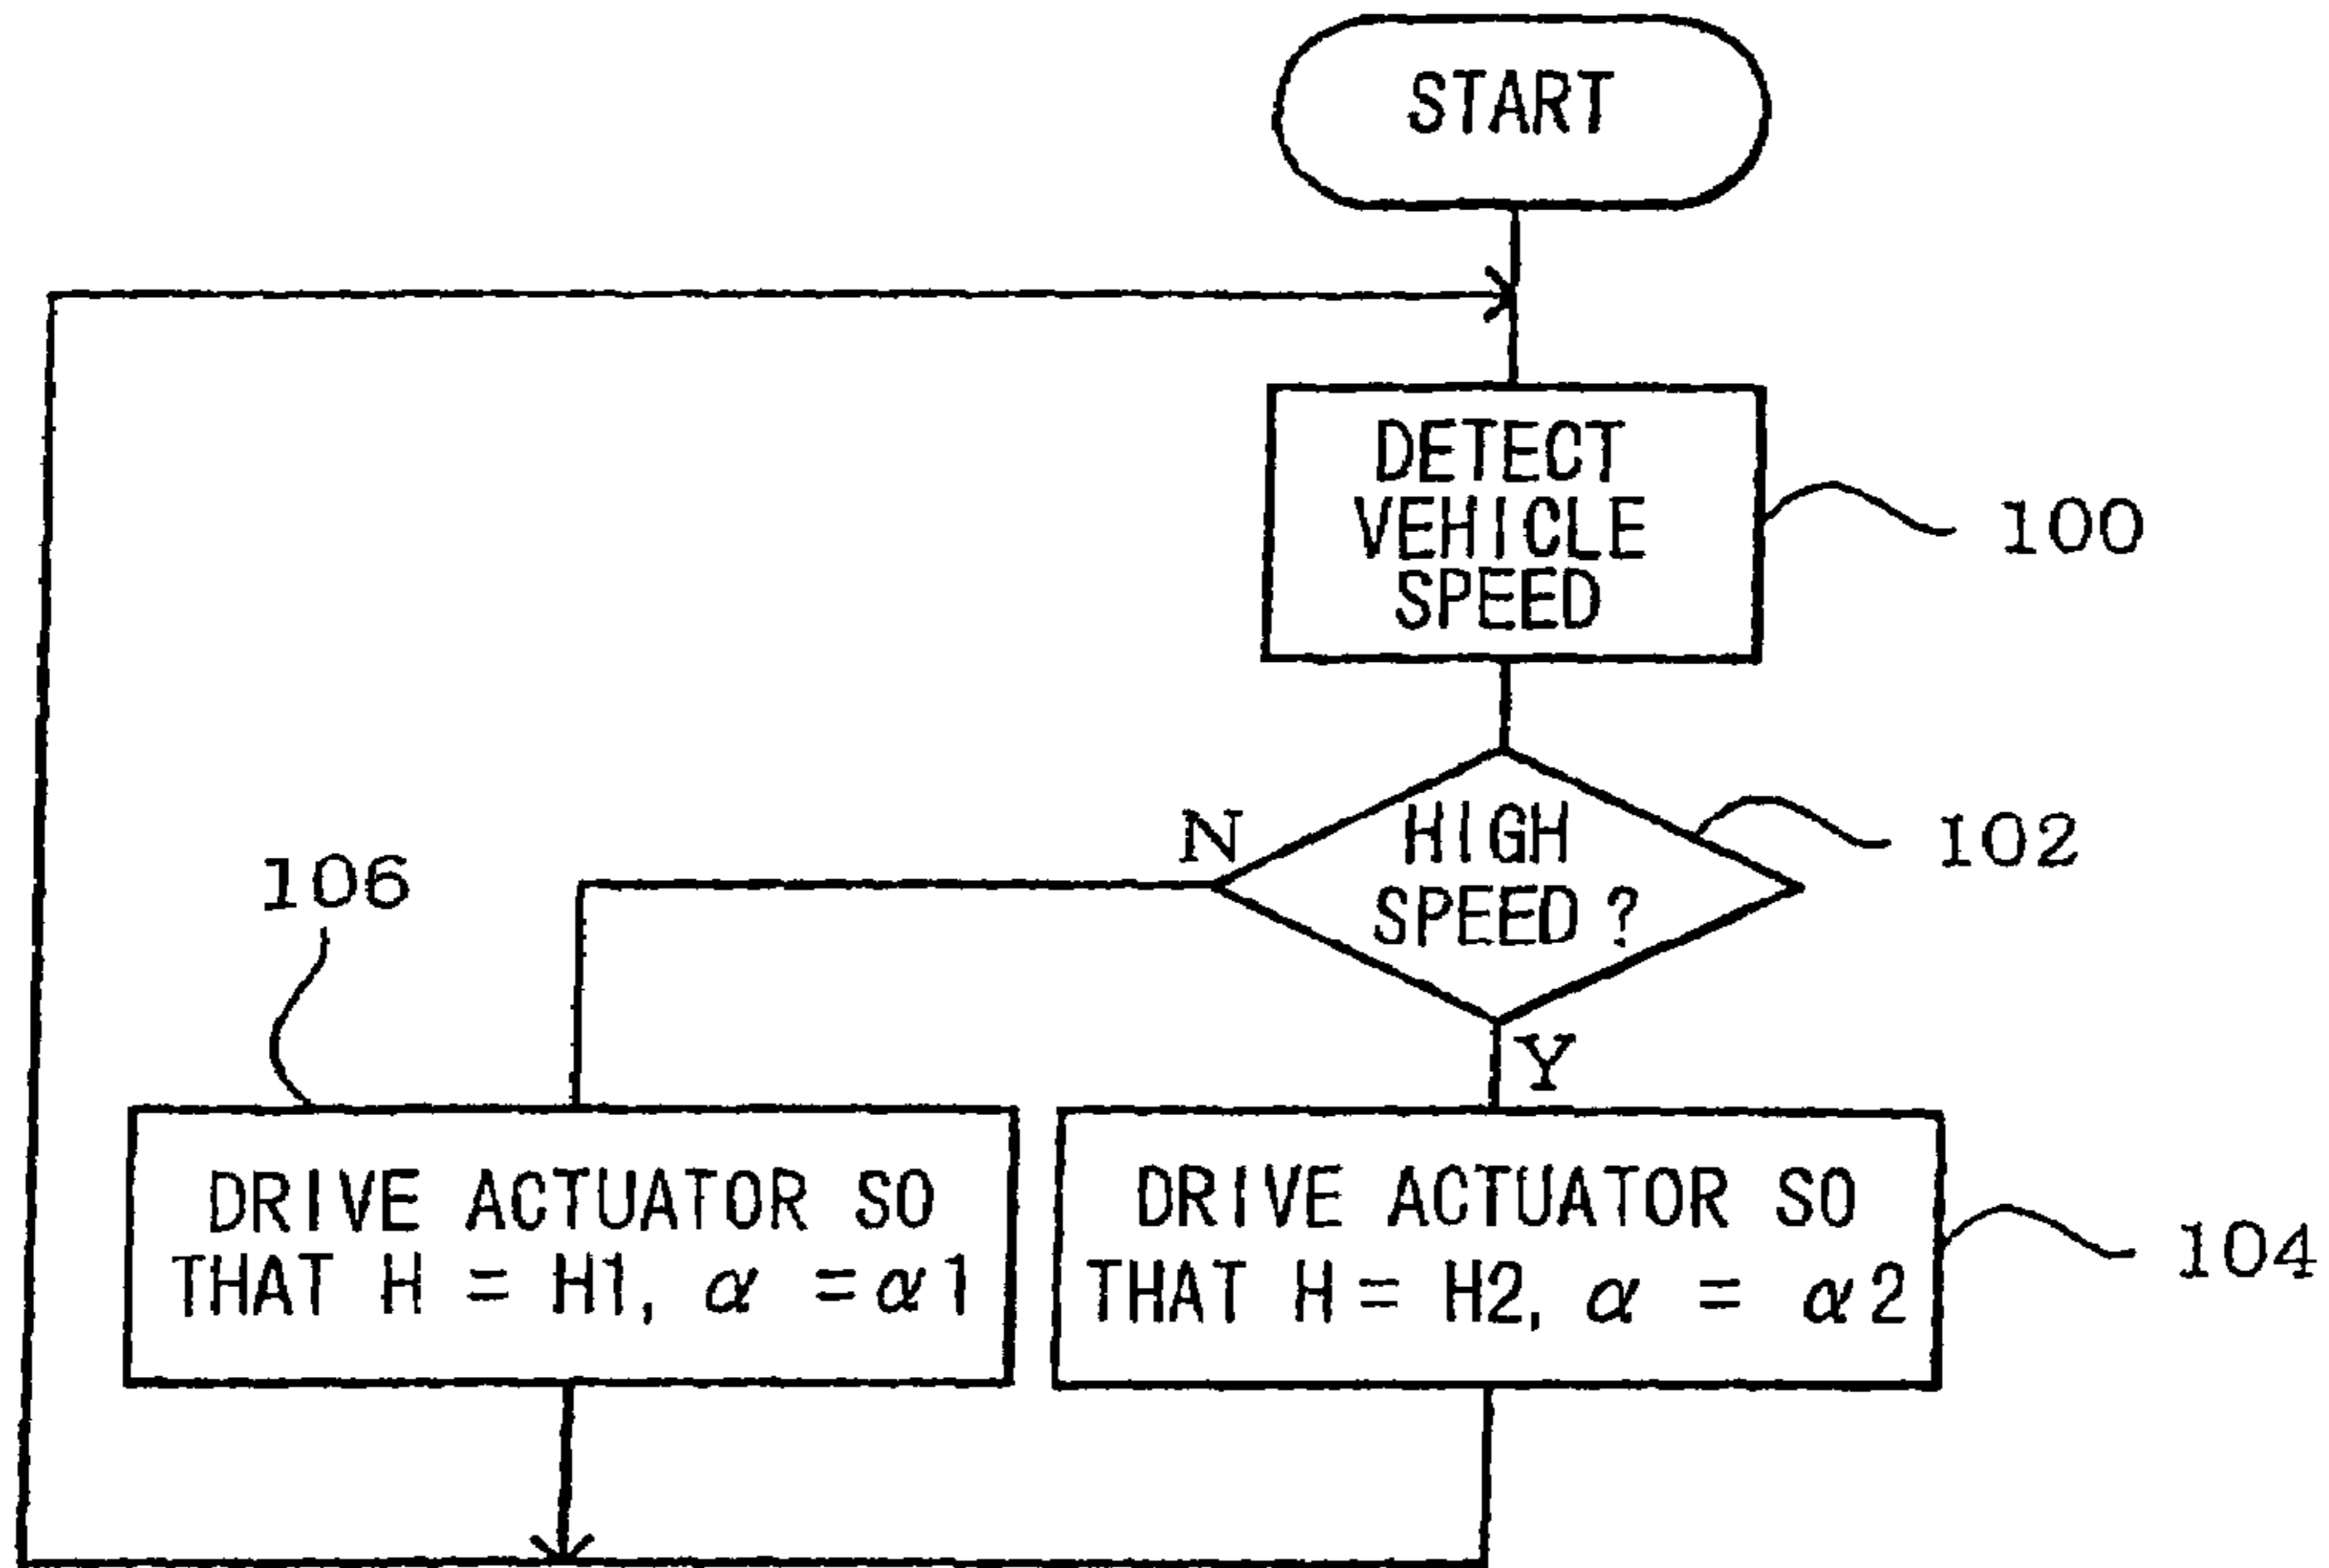 START
DETECT
VEHICLE
SPEED
100
HIGH
SPEED ?
102
N
Y
106
DRIVE ACTUATOR SO
THAT H = H1, α = α1
DRIVE ACTUATOR SO
THAT H = H2, α = α2
104